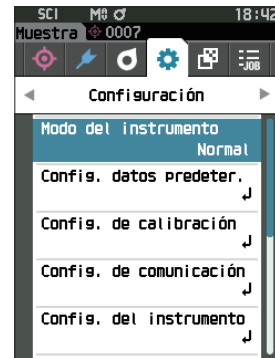 SCI M0 18:42
Muestra 0007
JOB
Configuración
Modo del instrumento
Normal
Config. datos predeter.
Config. de calibración
Config. de comunicación
Config. del instrumento